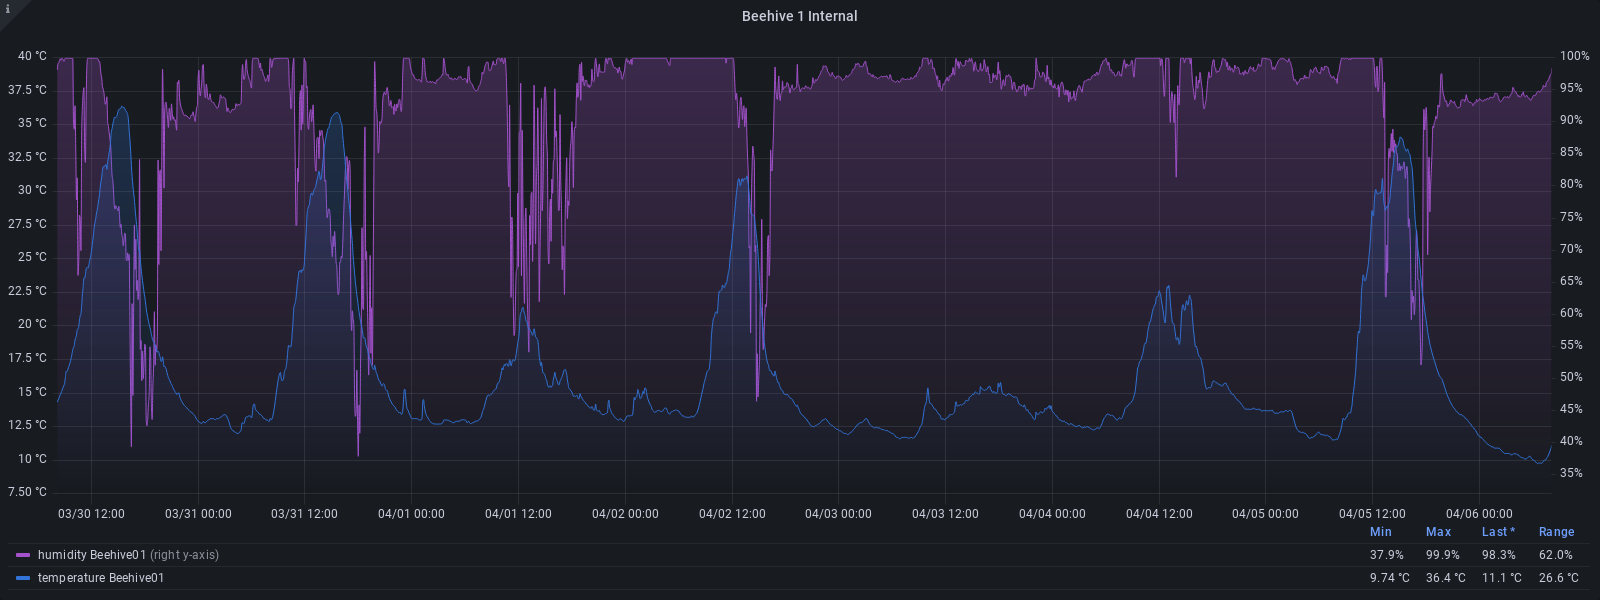 i
Beehive 1 Internal
40 °C 100%
37.5 °C 95%
35 °C 90%
32.5 °C 85%
30 °C 80%
27.5 °C 75%
25 °C 70%
22.5 °C 65%
20 °C 60%
17.5 °C 55%
15 °C 50%
12.5 °C 45%
10 °C 40%
7.50 °C 35%
03/30 12:00 03/31 00:00 03/31 12:00 04/01 00:00 04/01 12:00 04/02 00:00 04/02 12:00 04/03 00:00 04/03 12:00 04/04 00:00 04/04 12:00 04/05 00:00 04/05 12:00 04/06 00:00
Min Max Last * Range
humidity Beehive01 (right y-axis) 37.9% 99.9% 98.3% 62.0%
temperature Beehive01 9.74 °C 36.4 °C 11.1 °C 26.6 °C